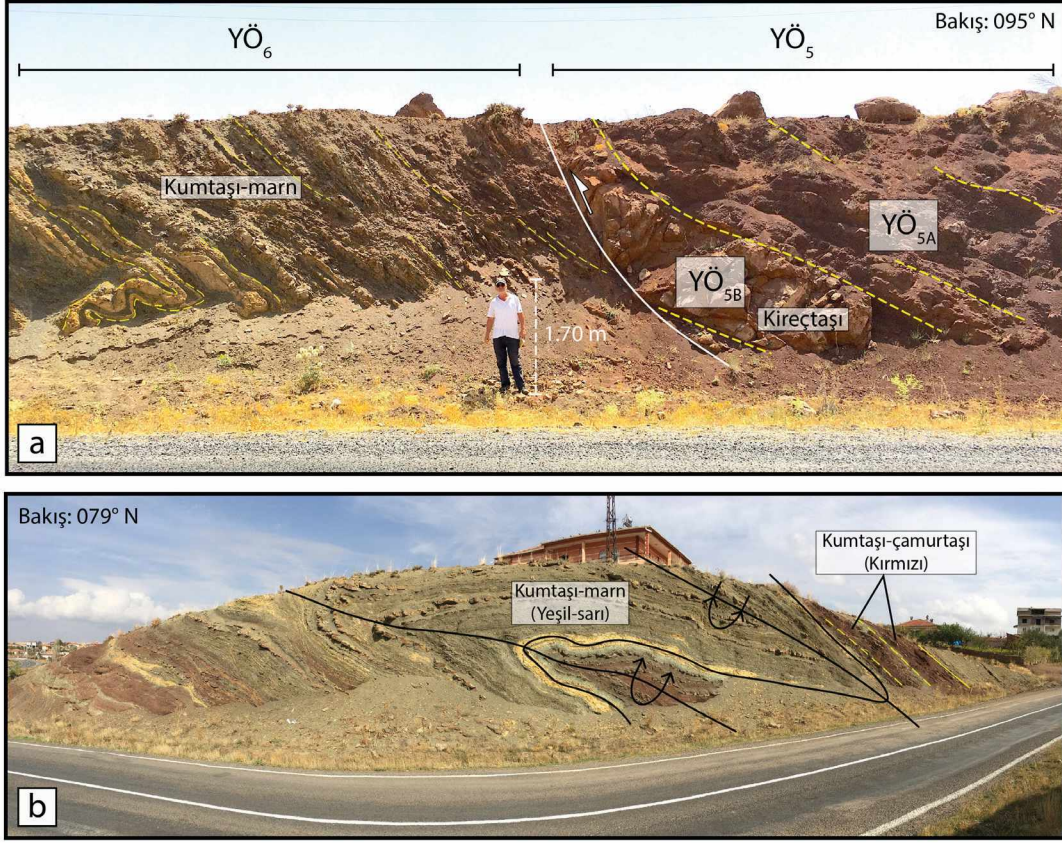 YÖ6
YÖ5
Bakış: 095° N
Kumtaşı-marn
YÖ5A
YÖ5B
Kireçtaşı
1.70 m
a
Bakış: 079° N
Kumtaşı-çamurtaşı
(Kırmızı)
Kumtaşı-marn
(Yeşil-sarı)
b